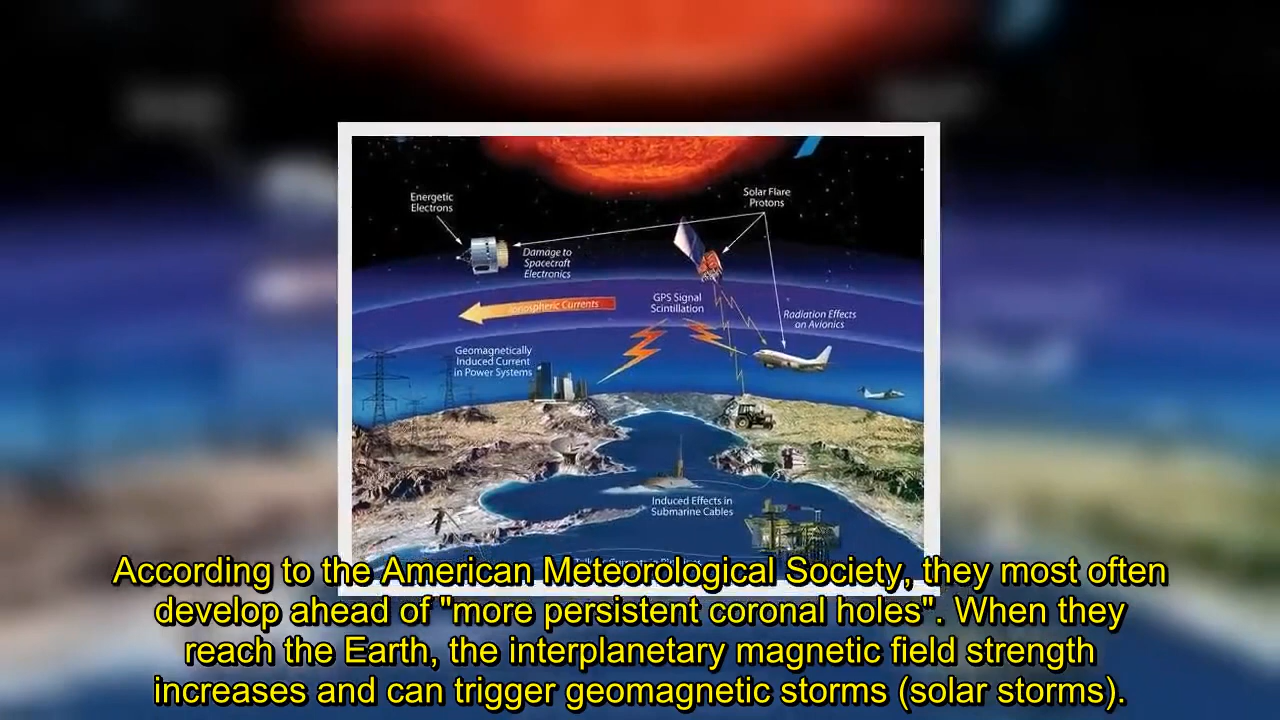 Energetic
Electrons
Solar Flare
Protons
Damage to
Spacecraft
Electronics
GPS Signal
Scintillation
Ionospheric Currents
Radiation Effects
on Avionics
Geomagnetically
Induced Current
in Power Systems
Induced Effects in
Submarine Cables
According to the American Meteorological Society, they most often
develop ahead of "more persistent coronal holes". When they
reach the Earth, the interplanetary magnetic field strength
increases and can trigger geomagnetic storms (solar storms).